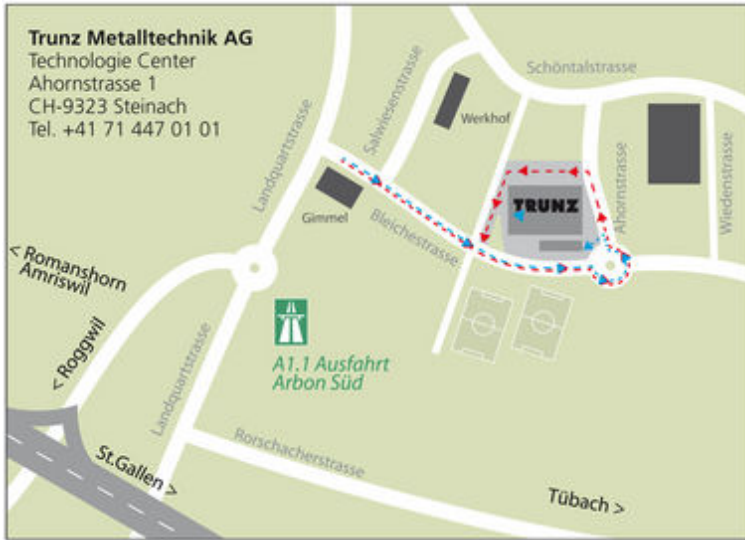 Trunz Metalltechnik AG
Technologie Center
Ahornstrasse 1
CH-9323 Steinach
Tel. +41 71 447 01 01
Schöntalstrasse
Salwiesenstrasse
Landquartstrasse
Werkhof
Gimmel
Bleichestrasse
TRUNZ
Ahornstrasse
Wiedenstrasse
< Romanshorn
Amriswil
< Roggwil
A1.1 Ausfahrt
Arbon Süd
Landquartstrasse
St.Gallen >
Rorschacherstrasse
Tübach >